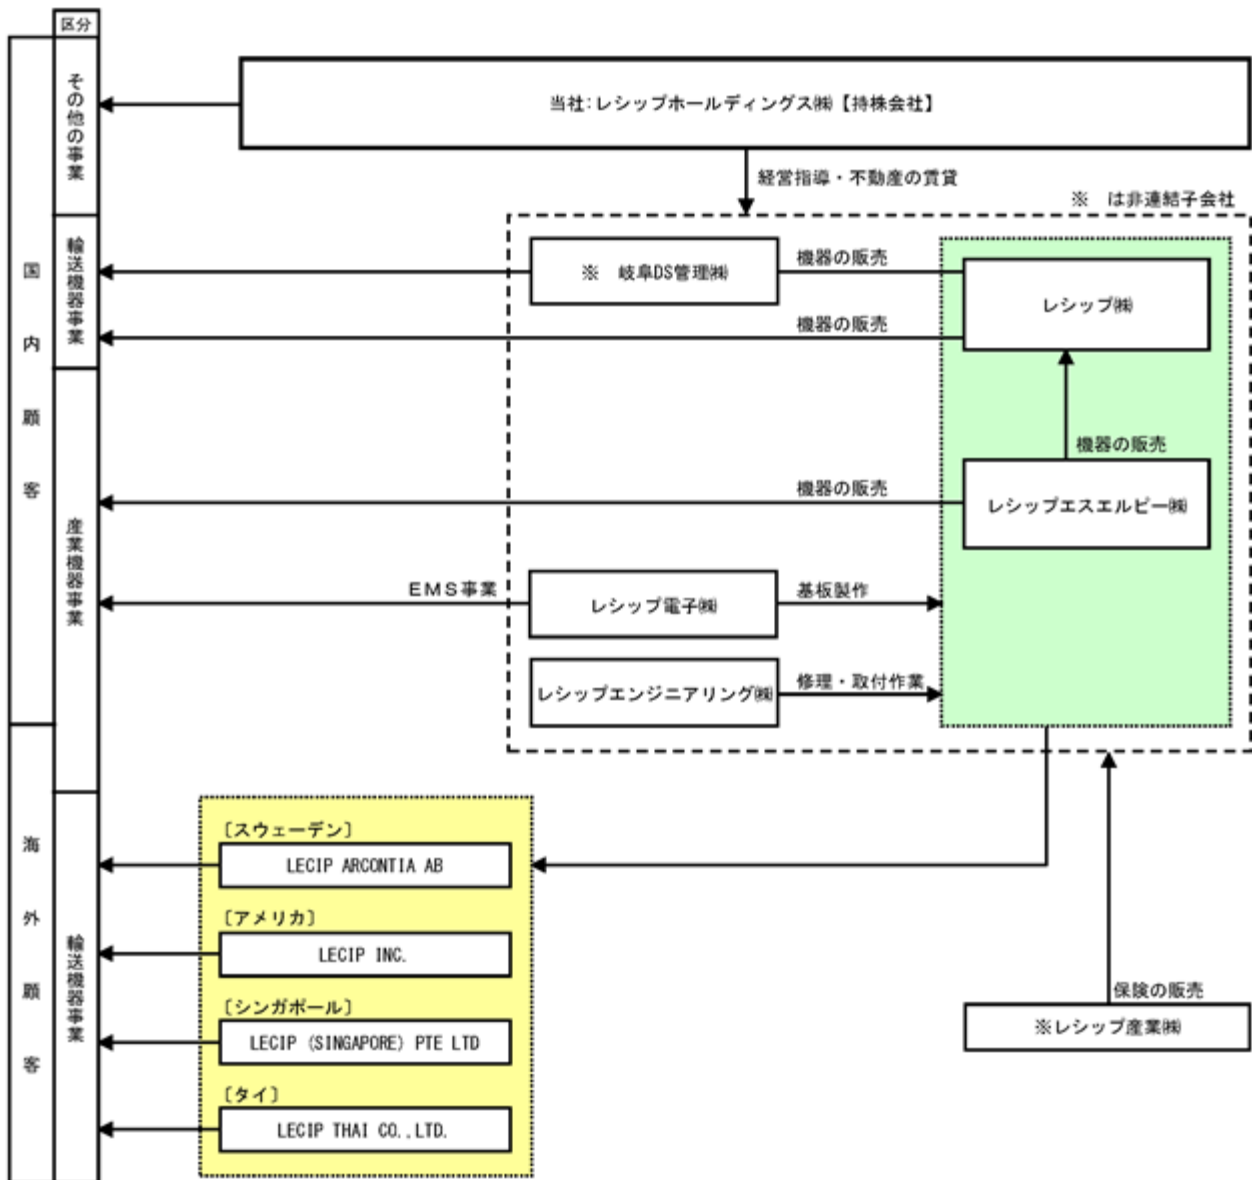 区分
その他の事業
当社:レシップホールディングス㈱【持株会社】
経営指導・不動産の賃貸
※ は非連結子会社
国内顧客
輸送機器事業
※ 岐阜DS管理㈱
機器の販売
レシップ㈱
機器の販売
機器の販売
機器の販売
レシップエスエルピー㈱
産業機器事業
EMS事業
レシップ電子㈱
基板製作
レシップエンジニアリング㈱
修理・取付作業
海外顧客
輸送機器事業
〔スウェーデン〕
LECIP ARCONTIA AB
〔アメリカ〕
LECIP INC.
〔シンガポール〕
LECIP (SINGAPORE) PTE LTD
〔タイ〕
LECIP THAI CO.,LTD.
保険の販売
※レシップ産業㈱